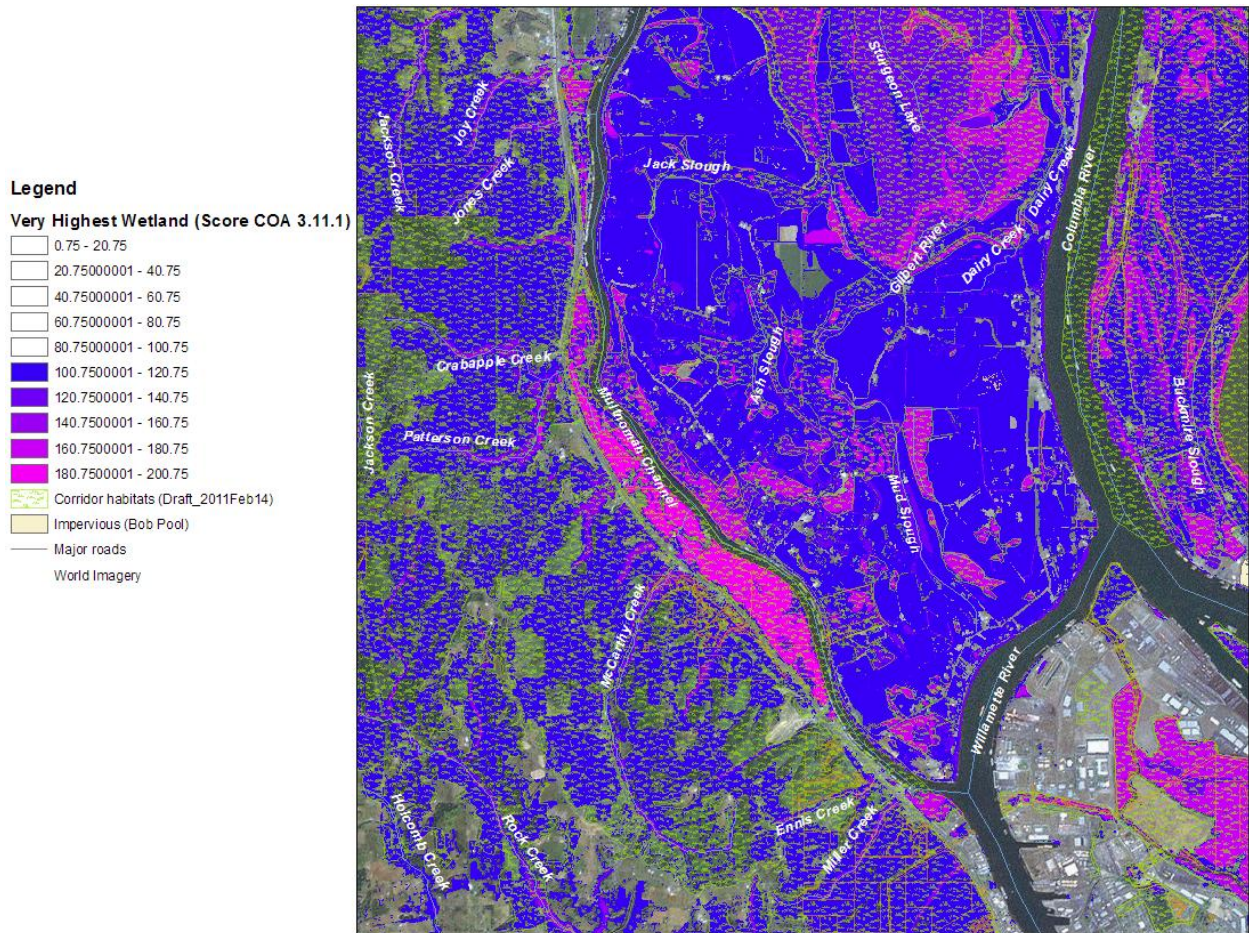 Legend
Very Highest Wetland (Score COA 3.11.1)
0.75 - 20.75
20.75000001 - 40.75
40.75000001 - 60.75
60.75000001 - 80.75
80.75000001 - 100.75
100.7500001 - 120.75
120.7500001 - 140.75
140.7500001 - 160.75
160.7500001 - 180.75
180.7500001 - 200.75
Corridor habitats (Draft_2011Feb14)
Impervious (Bob Pool)
Major roads
World Imagery
Sturgeon Lake
Joy Creek
Jackson Creek
Jones Creek
Jack Slough
Dairy Creek
Columbia River
Gilbert River
Dairy Creek
Crabapple Creek
Ash Slough
Jackson Creek
Patterson Creek
Multnomah Channel
Buckmire Slough
Mud Slough
McCarthy Creek
Willamette River
Holcomb Creek
Rock Creek
Ennis Creek
Miller Creek